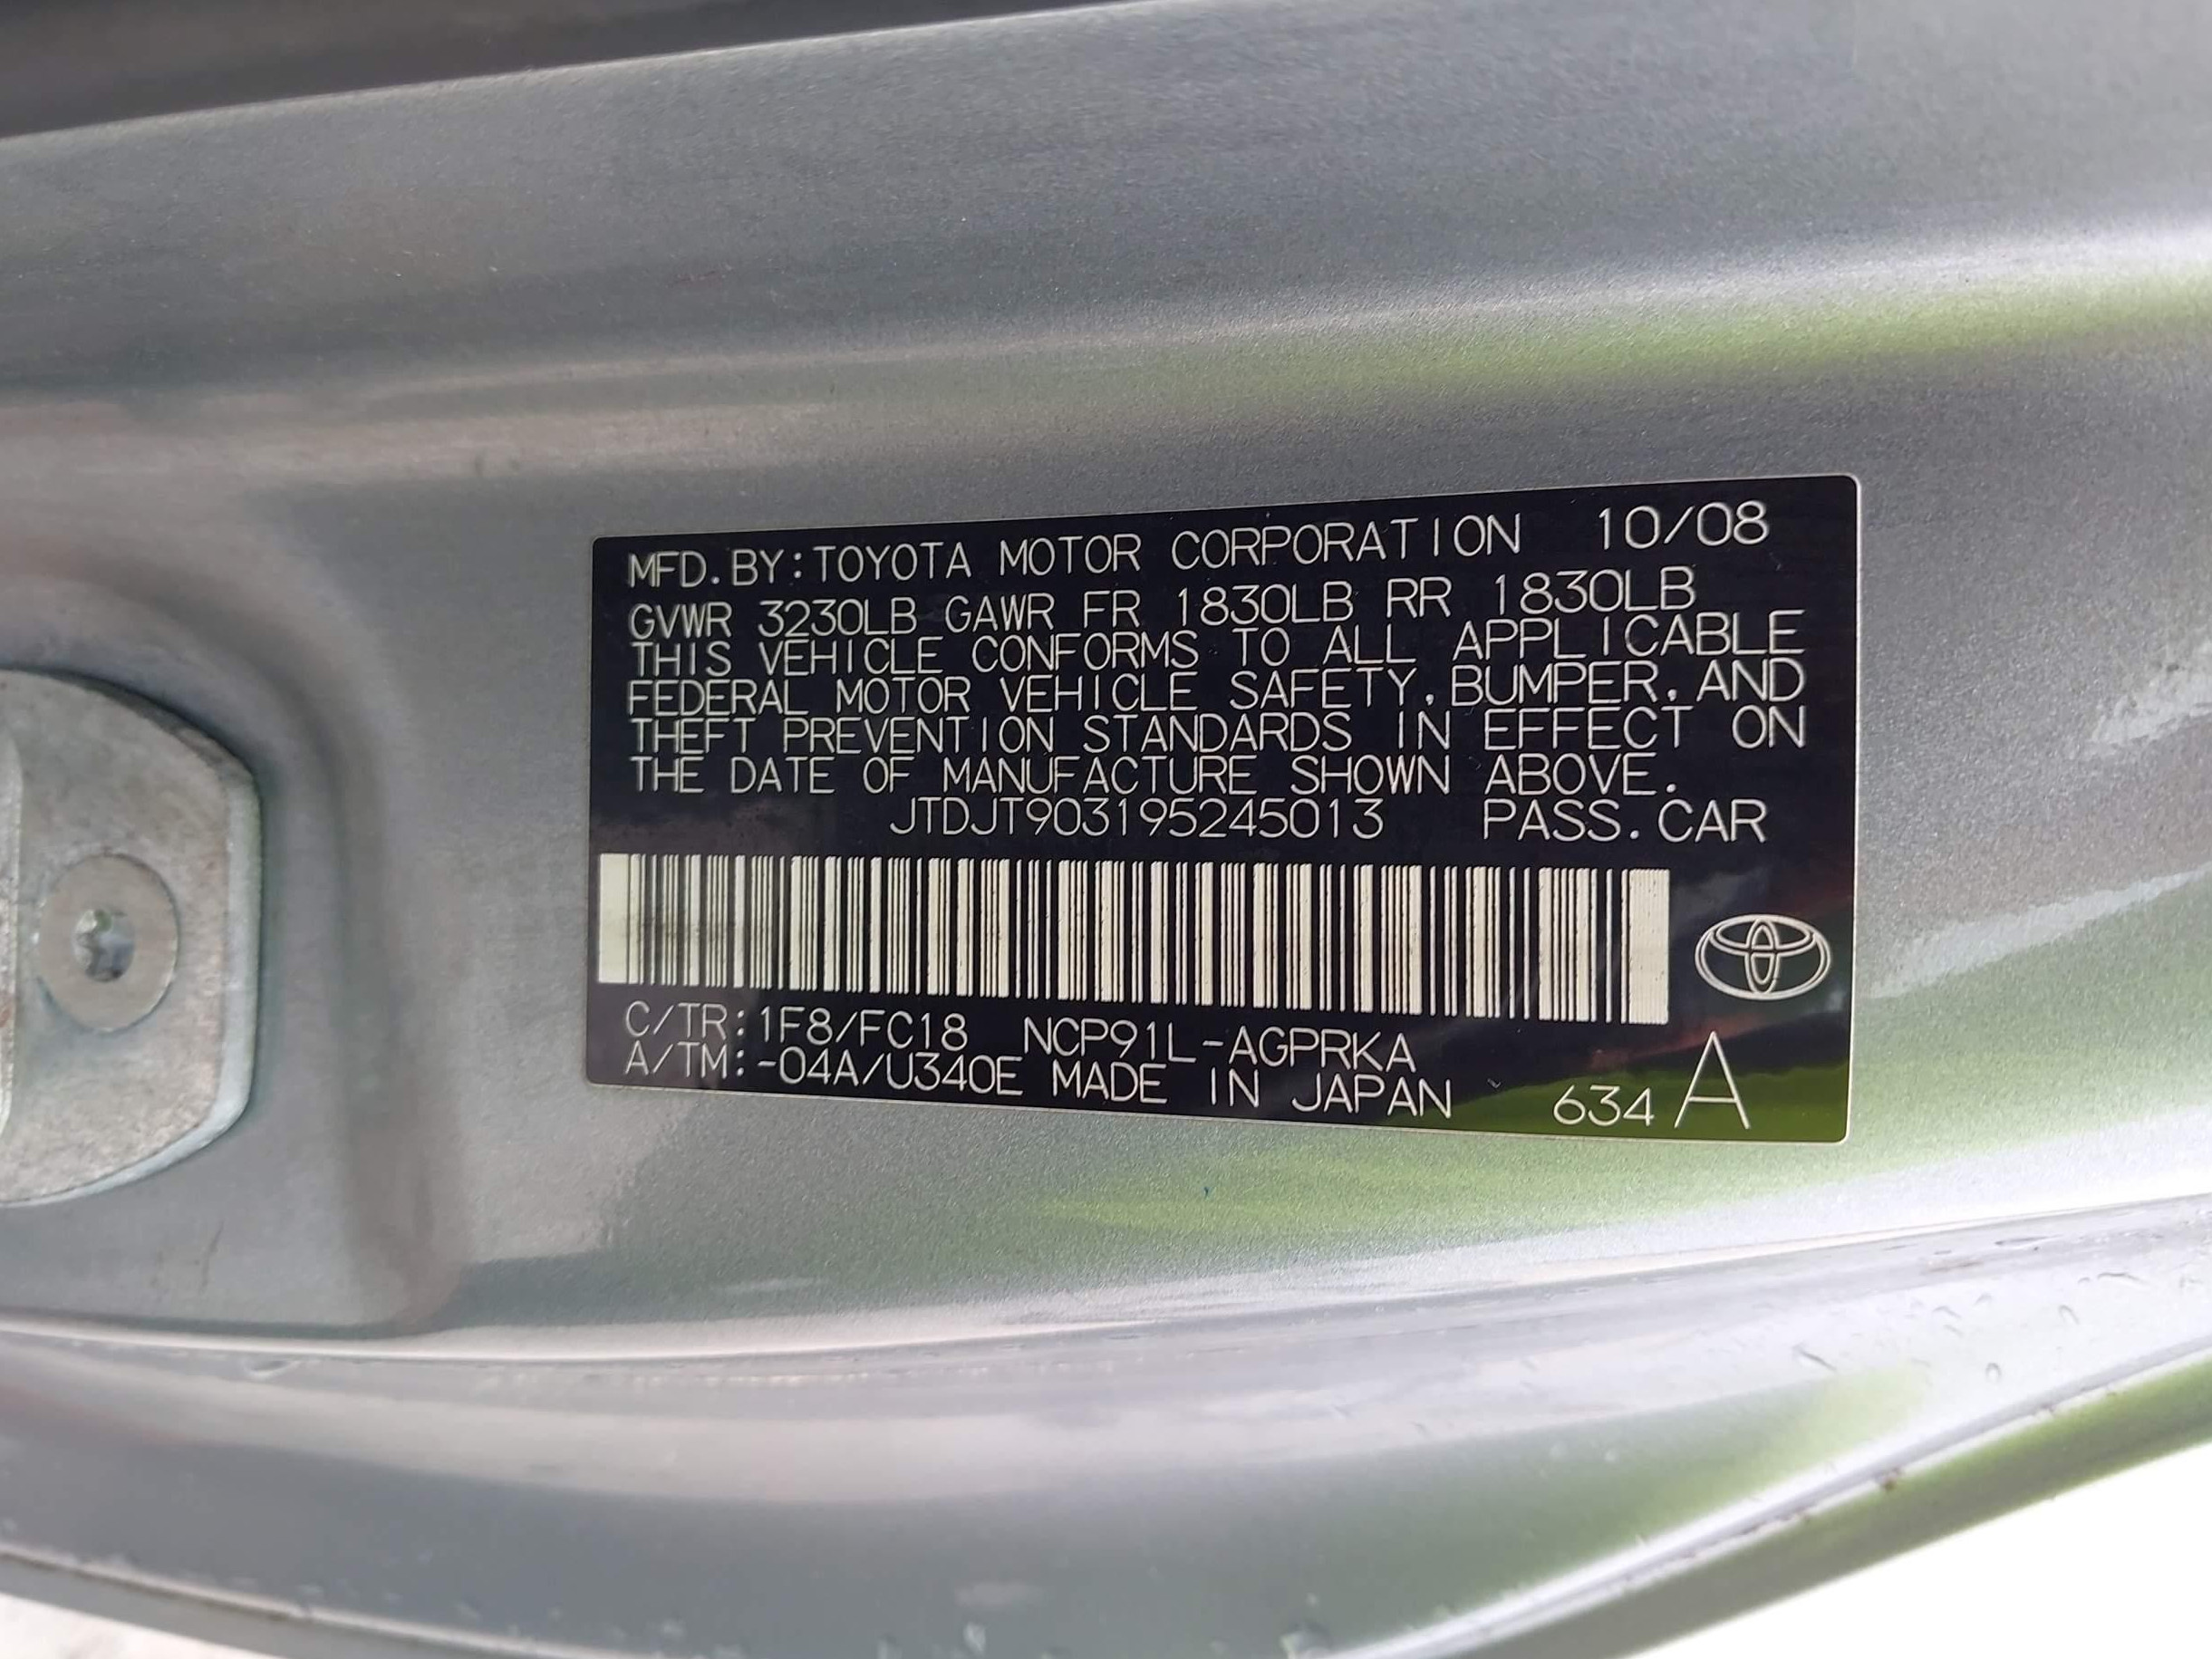 MFD.BY:TOYOTA MOTOR CORPORATION 10/08
GVWR 3230LB GAWR FR 1830LB RR 1830LB
THIS VEHICLE CONFORMS TO ALL APPLICABLE
FEDERAL MOTOR VEHICLE SAFETY,BUMPER,AND
THEFT PREVENTION STANDARDS IN EFFECT ON
THE DATE OF MANUFACTURE SHOWN ABOVE.
JTDJT903195245013 PASS.CAR
C/TR:1F8/FC18 NCP91L-AGPRKA
A/TM:-04A/U340E MADE IN JAPAN 634 A